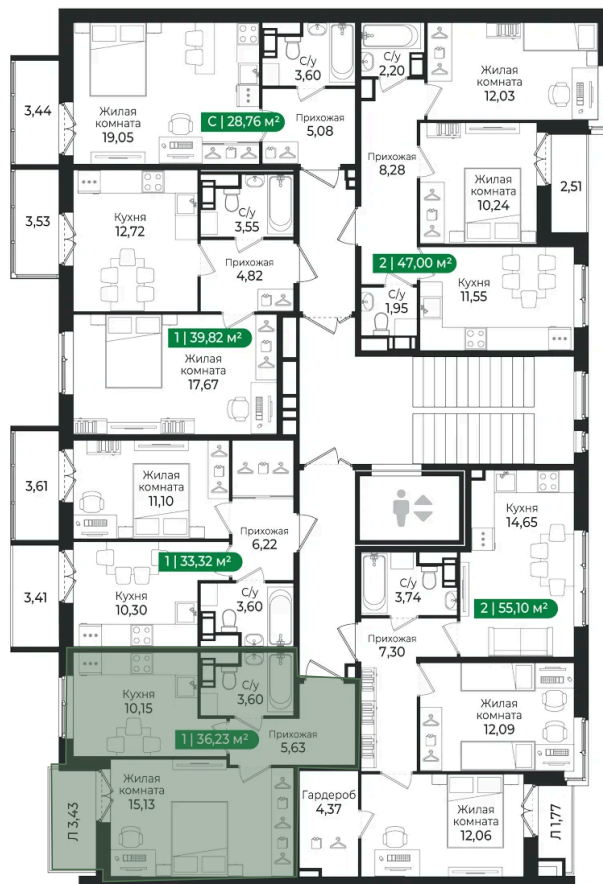 С/у
3,60
С/у
2,20
Жилая
комната
12,03
3,44
Жилая
комната
19,05
С | 28,76 м²
Прихожая
5,08
Прихожая
8,28
Жилая
комната
10,24
2,51
3,53
Кухня
12,72
С/у
3,55
Прихожая
4,82
2 | 47,00 м²
С/у
1,95
Кухня
11,55
1 | 39,82 м²
Жилая
комната
17,67
3,61
Жилая
комната
11,10
Прихожая
6,22
Кухня
14,65
3,41
1 | 33,32 м²
Кухня
10,30
С/у
3,60
С/у
3,74
2 | 55,10 м²
Прихожая
7,30
Кухня
10,15
С/у
3,60
1 | 36,23 м²
Прихожая
5,63
Жилая
комната
12,09
Л 3,43
Жилая
комната
15,13
Гардероб
4,37
Жилая
комната
12,06
Л 1,77